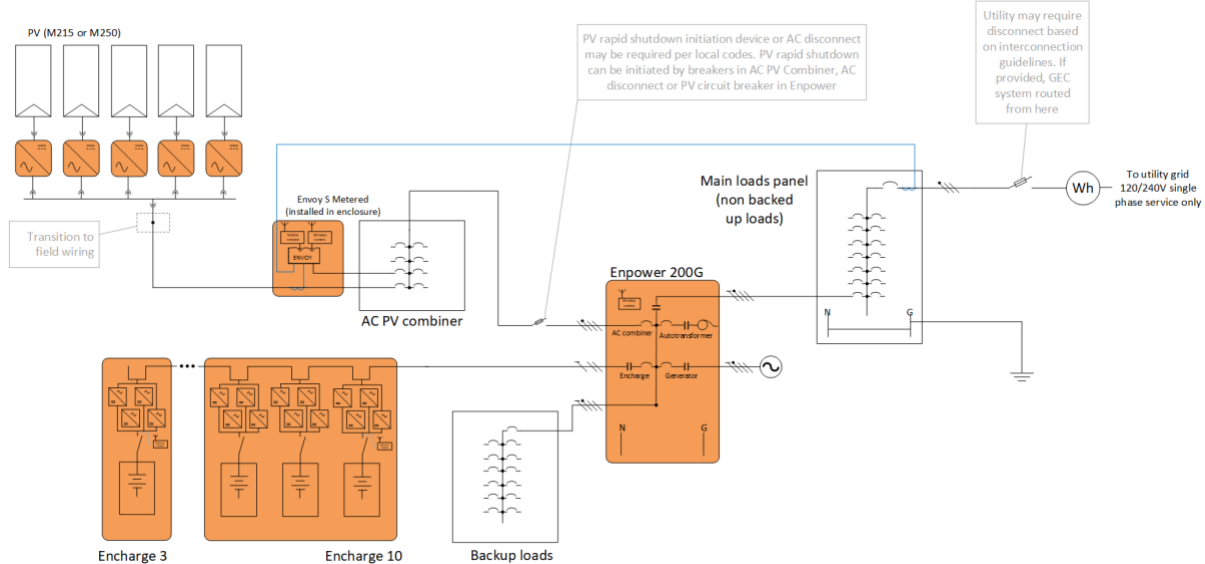 PV (M215 or M250)
PV rapid shutdown initiation device or AC disconnect
may be required per local codes. PV rapid shutdown
can be initiated by breakers in AC PV Combiner, AC
disconnect or PV circuit breaker in Enpower
Utility may require
disconnect based
on interconnection
guidelines. If
provided, GEC
system routed
from here
Main loads panel
(non backed
up loads)
Wh
To utility grid
120/240V single
phase service only
Envoy S Metered
(installed in enclosure)
Transition to
field wiring
ENVOY
AC PV combiner
Enpower 200G
AC combiner
Autotransformer
Encharge
Generator
N
G
N
G
Encharge 3
Encharge 10
Backup loads